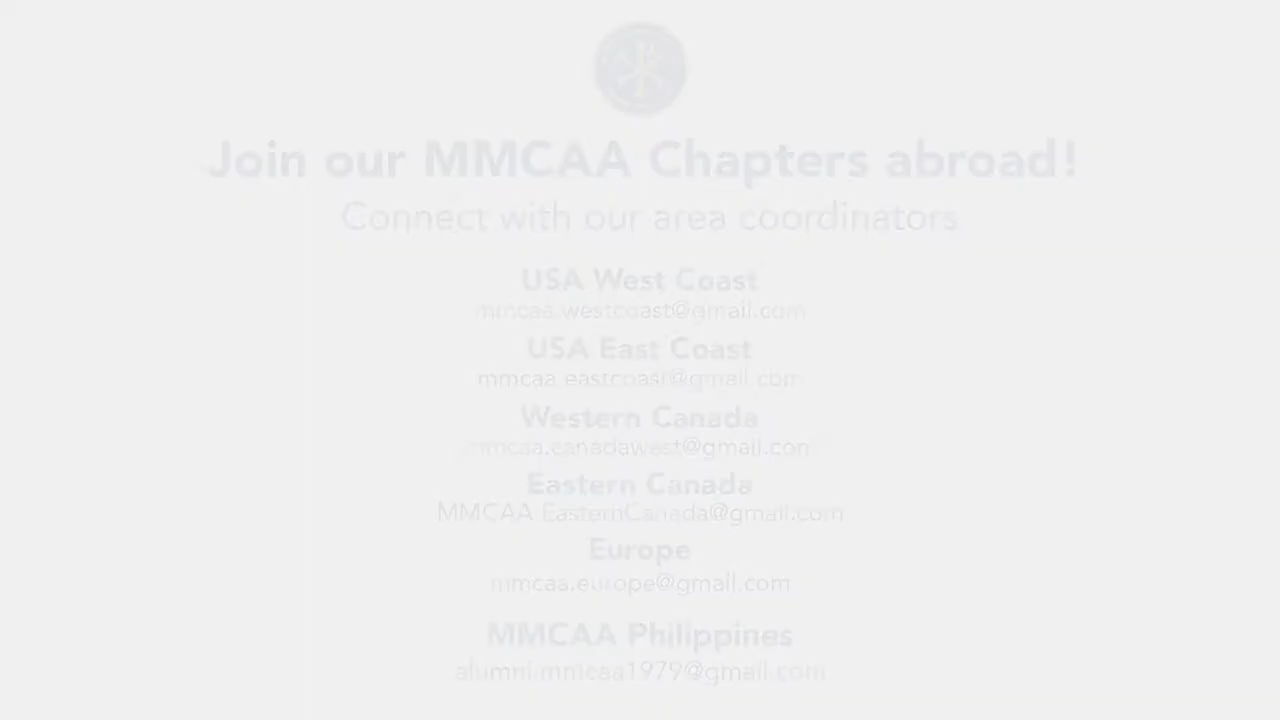 Join our MMCAA Chapters abroad!
Connect with our area coordinators
USA West Coast
mmcaa.westcoast@gmail.com
USA East Coast
mmcaa.eastcoast@gmail.com
Western Canada
mmcaa.canadawest@gmail.com
Eastern Canada
MMCAA.EasternCanada@gmail.com
Europe
mmcaa.europe@gmail.com
MMCAA Philippines
alumni.mmcaa1979@gmail.com